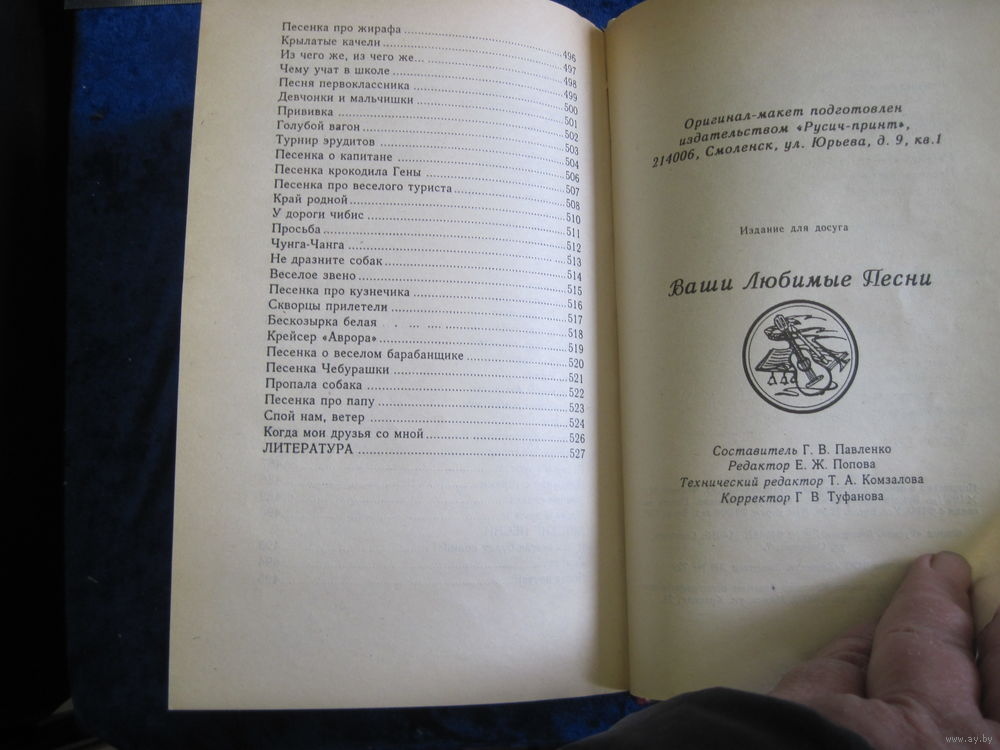 Песенка про жирафа 496
Крылатые качели 497
Из чего же, из чего же... 498
Чему учат в школе 499
Песня первоклассника 500
Девчонки и мальчишки 501
Прививка 502
Голубой вагон 503
Турнир эрудитов 504
Песенка о капитане 506
Песенка крокодила Гены 507
Песенка про веселого туриста 508
Край родной 510
У дороги чибис 511
Просьба 512
Чунга-Чанга 513
Не дразните собак 514
Веселое звено 515
Песенка про кузнечика 516
Скворцы прилетели 517
Бескозырка белая 518
Крейсер «Аврора» 519
Песенка о веселом барабанщике 520
Песенка Чебурашки 521
Пропала собака 522
Песенка про папу 523
Спой нам, ветер 524
Когда мои друзья со мной 526
ЛИТЕРАТУРА 527
Оригинал-макет подготовлен
издательством «Русич-принт»,
214006, Смоленск, ул. Юрьева, д. 9, кв.1
Издание для досуга
Ваши Любимые Песни
Составитель Г. В. Павленко
Редактор Е. Ж. Попова
Технический редактор Т. А. Комзалова
Корректор Г В Туфанова
www.ay.by